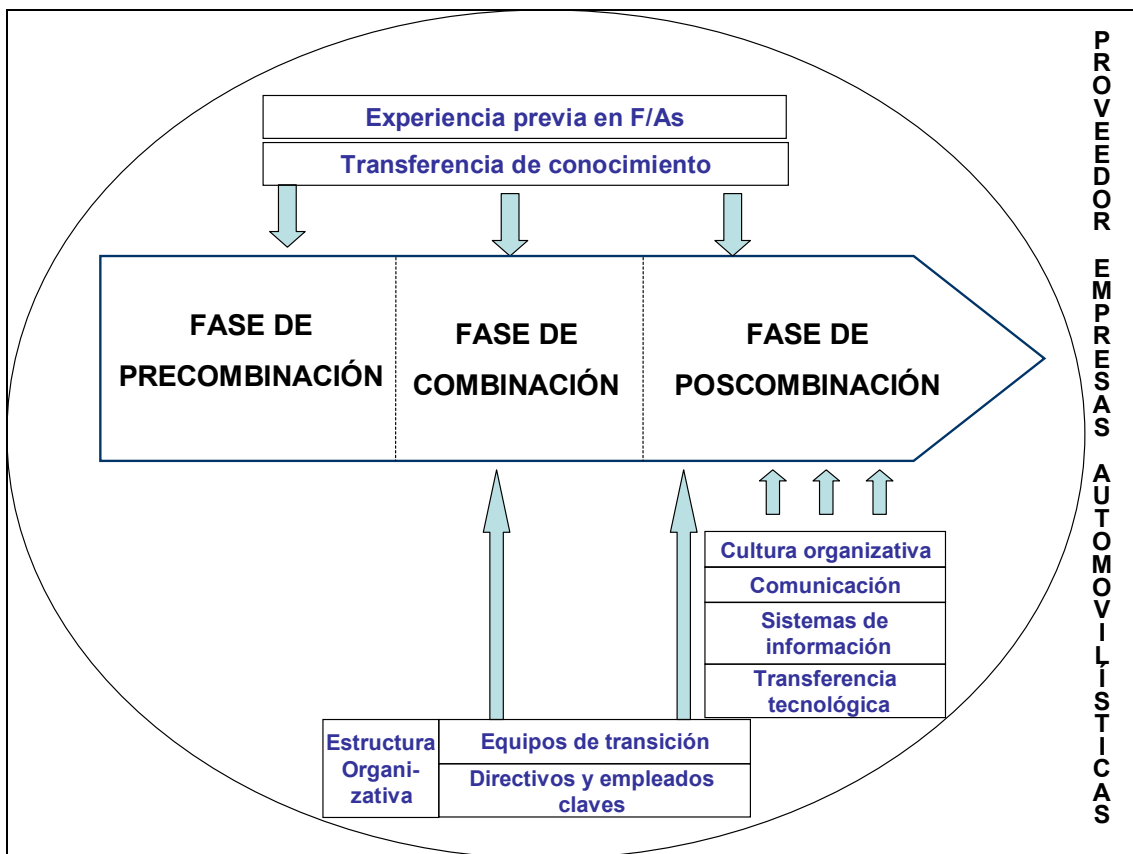 Experiencia previa en F/As
Transferencia de conocimiento
FASE DE
PRECOMBINACIÓN
FASE DE
COMBINACIÓN
FASE DE
POSCOMBINACIÓN
Cultura organizativa
Comunicación
Sistemas de
información
Transferencia
tecnológica
Estructura
Organi-
zativa
Equipos de transición
Directivos y empleados
claves
PROVEEDOR EMPRESAS AUTOMOVILÍSTICAS